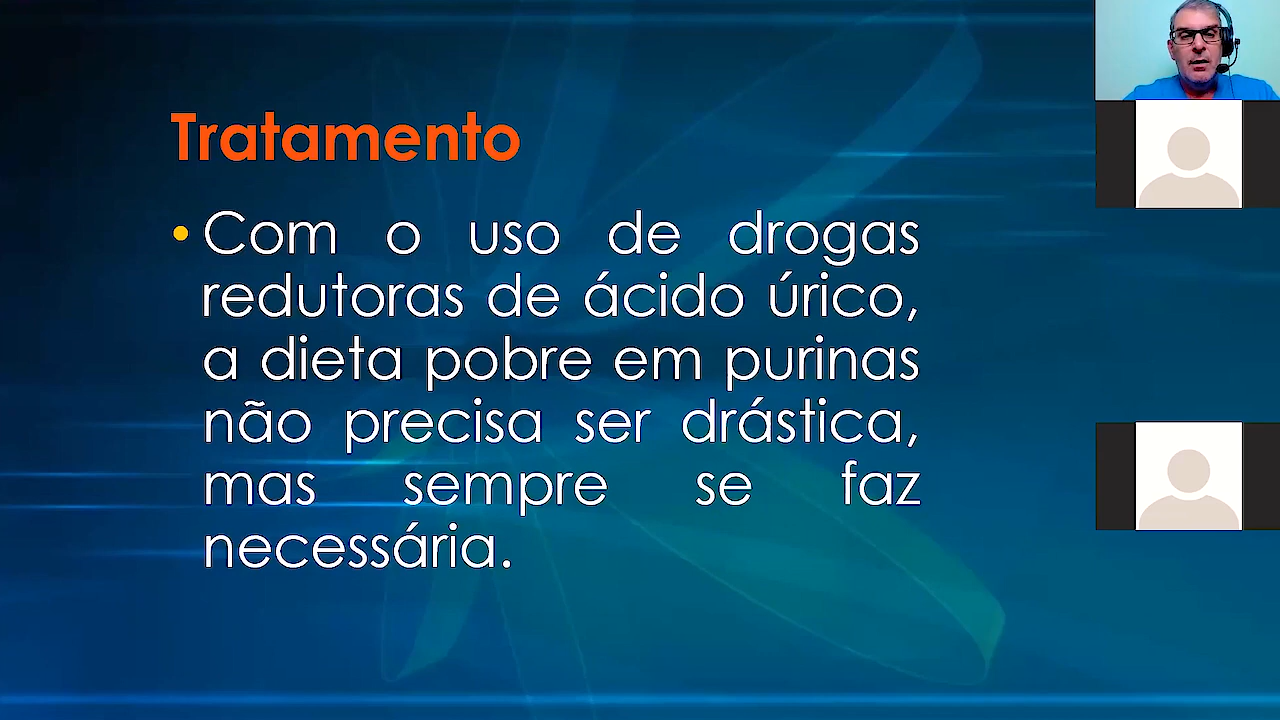 Tratamento
• Com o uso de drogas
redutoras de ácido úrico,
a dieta pobre em purinas
não precisa ser drástica,
mas sempre se faz
necessária.